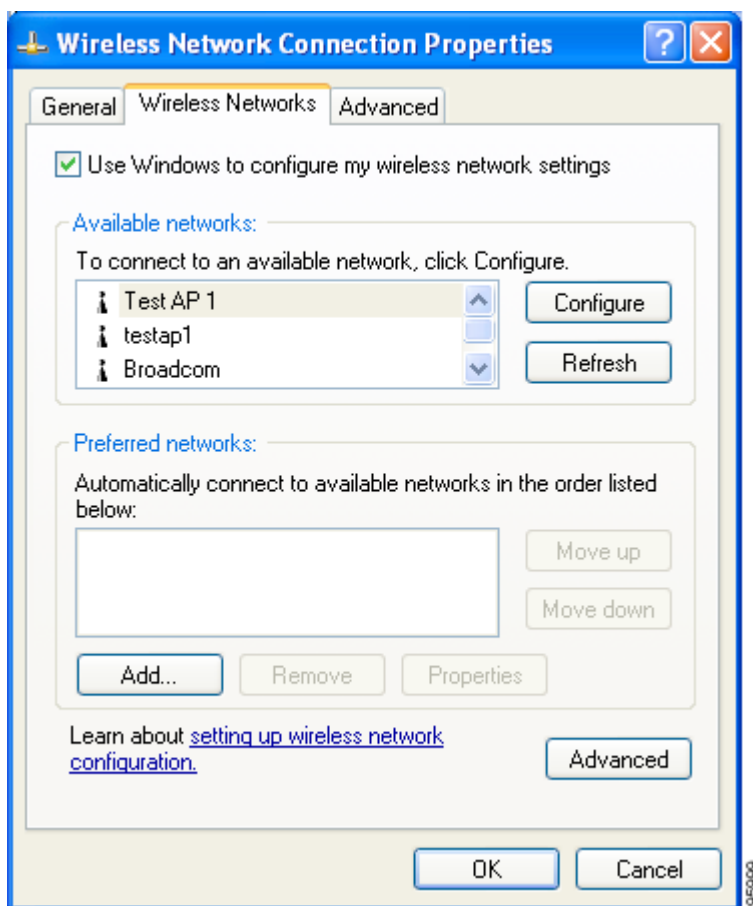 Wireless Network Connection Properties
General
Wireless Networks
Advanced
Use Windows to configure my wireless network settings
Available networks:
To connect to an available network, click Configure.
Test AP 1
testap1
Broadcom
Configure
Refresh
Preferred networks:
Automatically connect to available networks in the order listed
below:
Move up
Move down
Add...
Remove
Properties
Learn about setting up wireless network
configuration.
Advanced
OK
Cancel